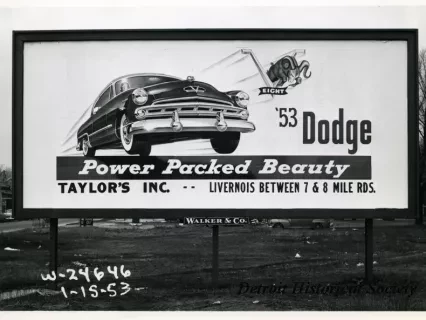 EIGHT
'53 Dodge
Power Packed Beauty
TAYLOR'S INC. -- LIVERNOIS BETWEEN 7 & 8 MILE RDS.
WALKER & CO.
W-24646
1-15-53
Detroit Historical Society